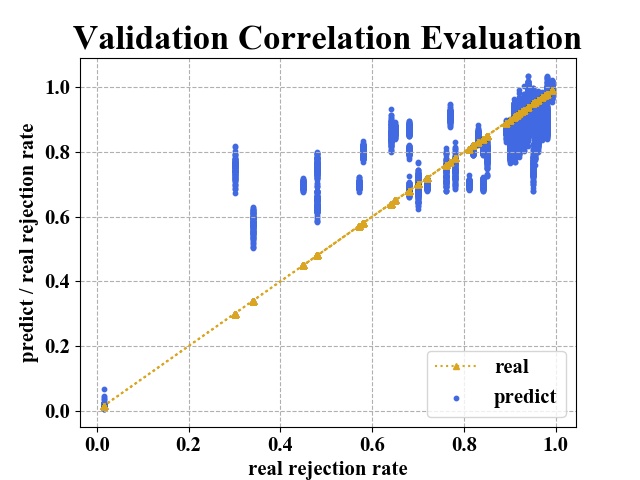 Validation Correlation Evaluation
predict / real rejection rate
1.0
0.8
0.6
0.4
0.2
0.0
real
predict
0.0 0.2 0.4 0.6 0.8 1.0
real rejection rate